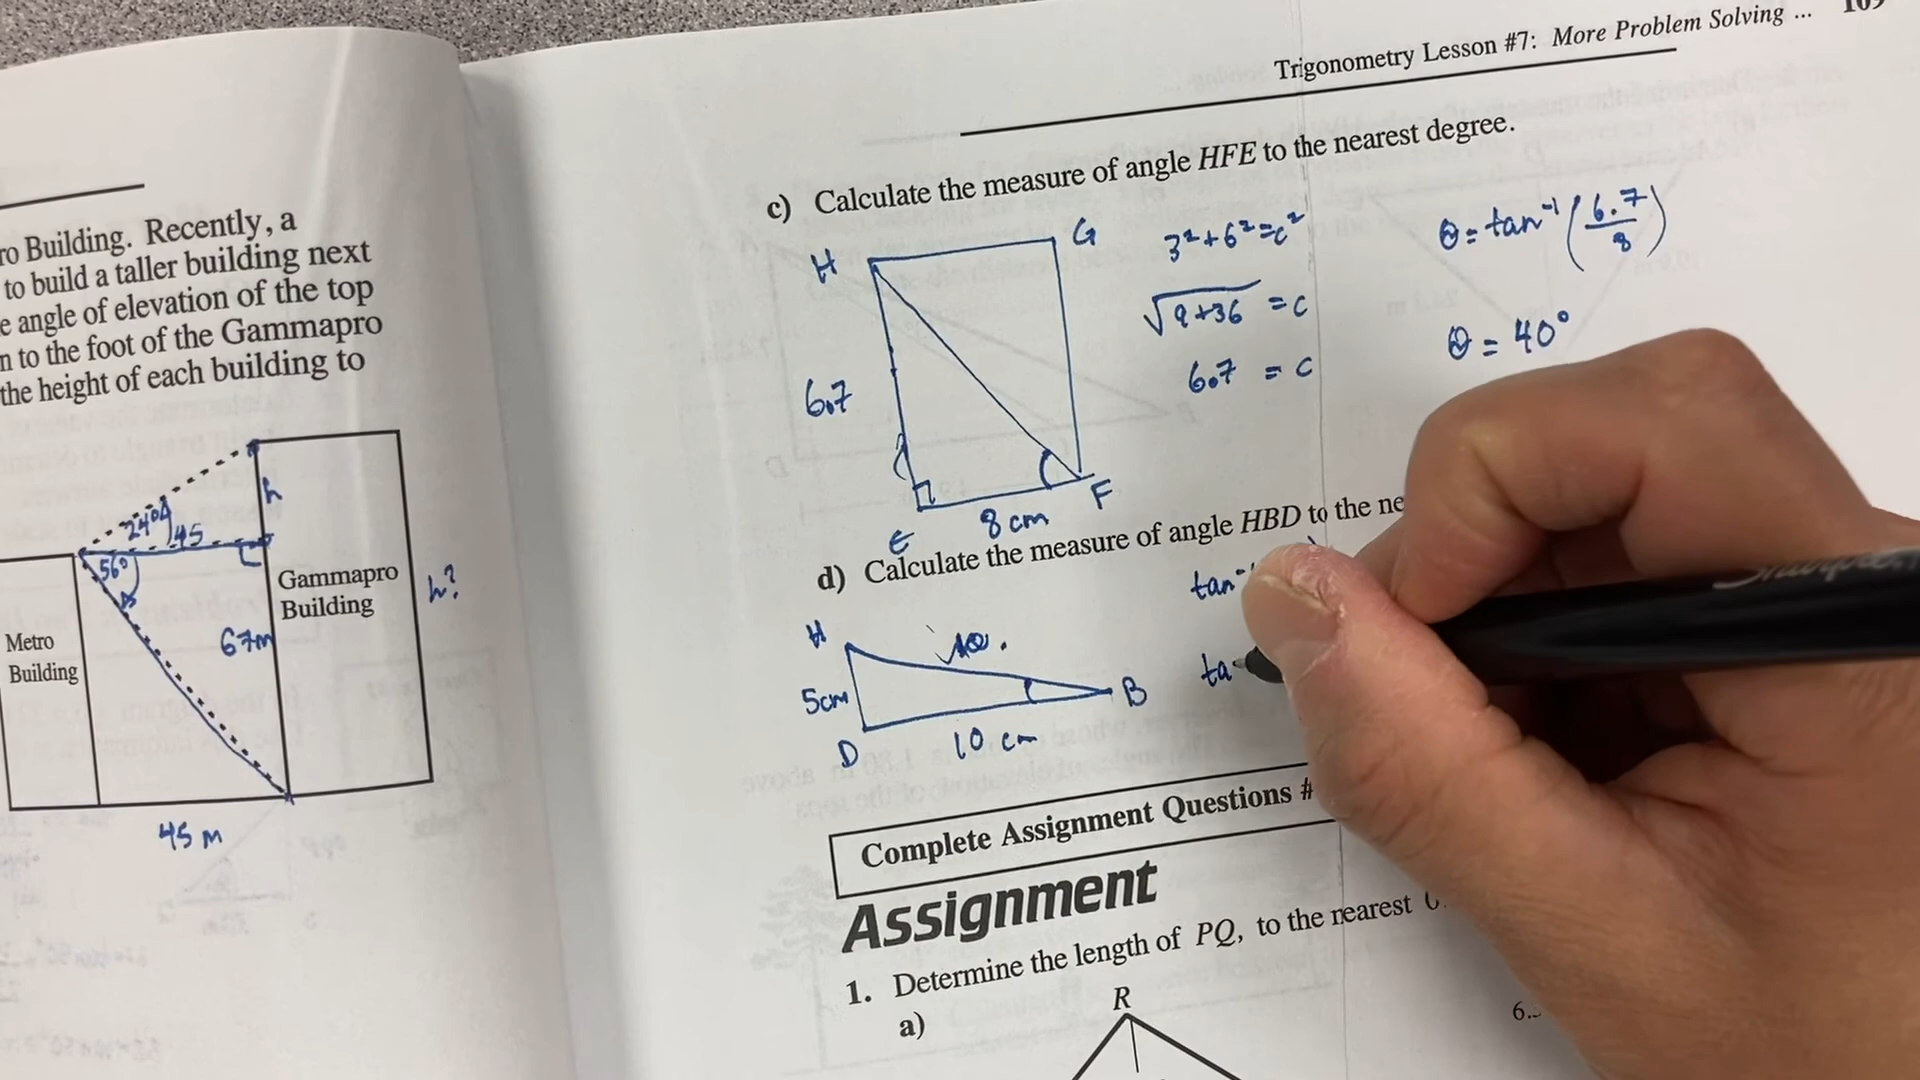 ro Building. Recently, a
to build a taller building next
e angle of elevation of the top
n to the foot of the Gammapro
the height of each building to
24°
45
h
56°
Gammapro
Building
h?
Metro
Building
67m
45 m
Trigonometry Lesson #7: More Problem Solving ... 169
c) Calculate the measure of angle HFE to the nearest degree.
H G
6.7
E 8 cm F
3² + 6² = c²
√9+36 = c
6.7 = c
θ = tan⁻¹ (6.7/8)
θ = 40°
d) Calculate the measure of angle HBD to the ne
H
5cm
D 10 cm B
tan⁻¹
ta
Complete Assignment Questions #
Assignment
1. Determine the length of PQ, to the nearest 0.
a)
R
6.